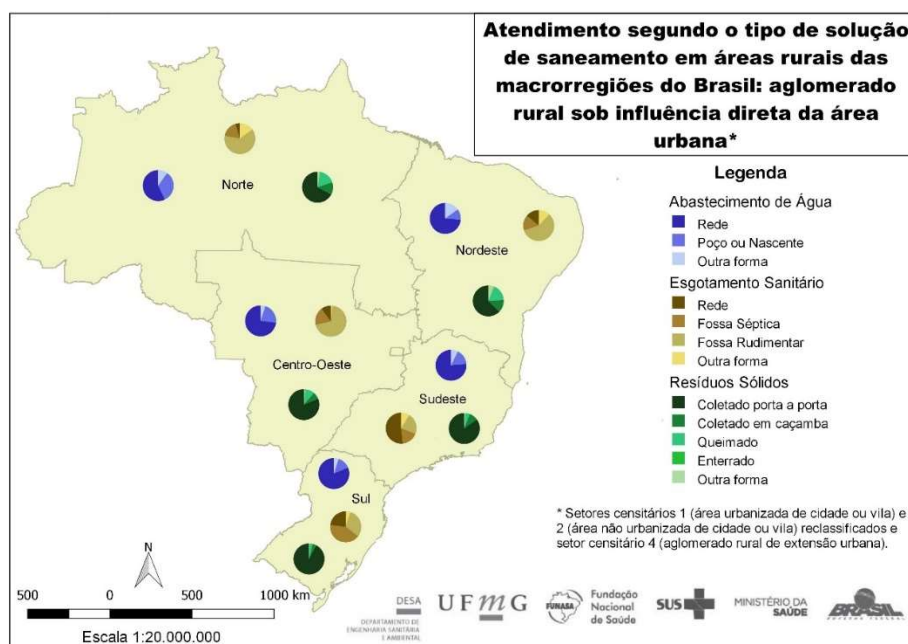 Atendimento segundo o tipo de solução
de saneamento em áreas rurais das
macrorregiões do Brasil: aglomerado
rural sob influência direta da área
urbana*
Legenda
Abastecimento de Água
Rede
Poço ou Nascente
Outra forma
Esgotamento Sanitário
Rede
Fossa Séptica
Fossa Rudimentar
Outra forma
Resíduos Sólidos
Coletado porta a porta
Coletado em caçamba
Queimado
Enterrado
Outra forma
* Setores censitários 1 (área urbanizada de cidade ou vila) e
2 (área não urbanizada de cidade ou vila) reclassificados e
setor censitário 4 (aglomerado rural de extensão urbana).
Norte
Nordeste
Centro-Oeste
Sudeste
Sul
N
500 0 500 1000 km
Escala 1:20.000.000
DESA
DEPARTAMENTO DE
ENGENHARIA SANITÁRIA
E AMBIENTAL
UFMG
FUNASA
Fundação
Nacional
de Saúde
SUS
MINISTÉRIO DA
SAÚDE
BRASIL
GOVERNO FEDERAL